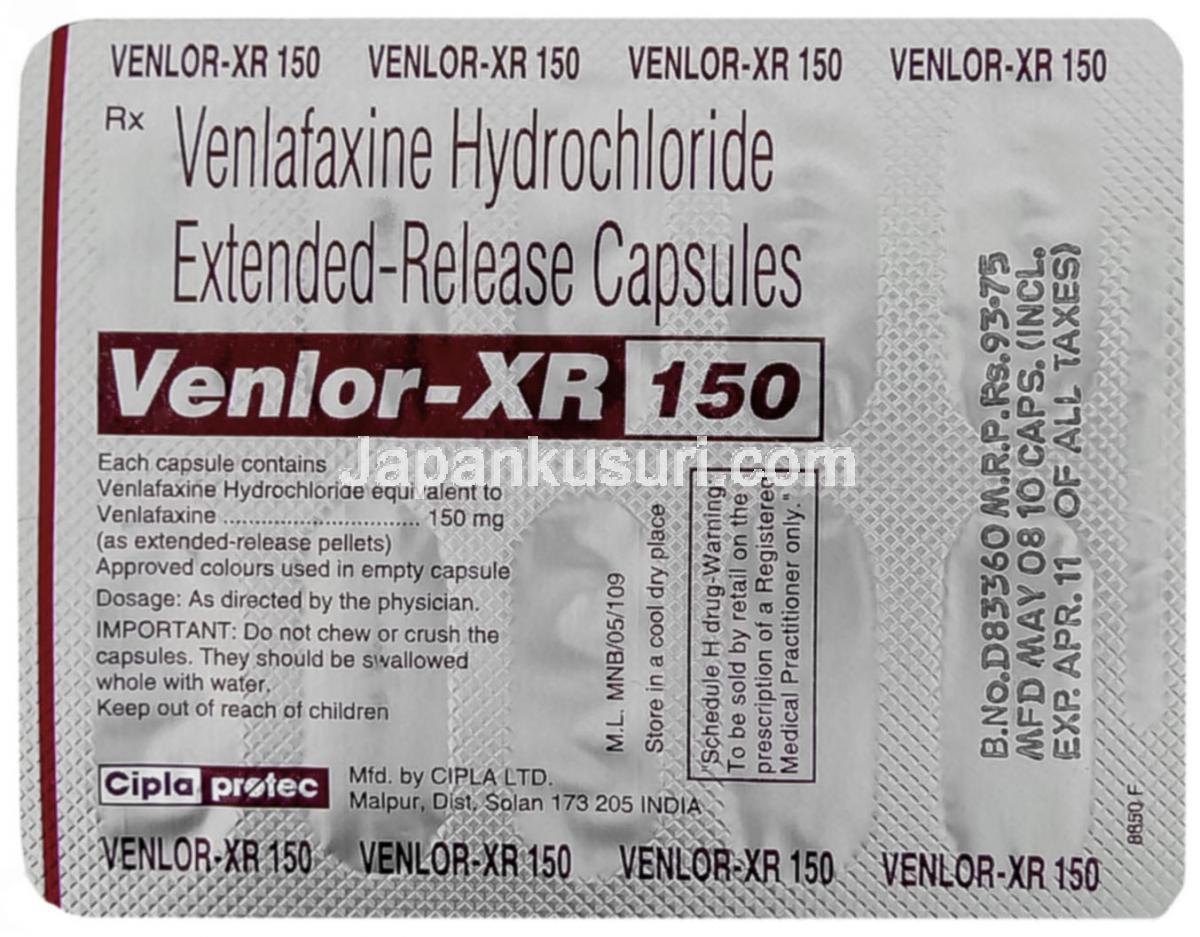 VENLOR-XR 150 VENLOR-XR 150 VENLOR-XR 150 VENLOR-XR 150
Rx Venlafaxine Hydrochloride
Extended-Release Capsules
Venlor-XR 150
Japankusuri.com
Each capsule contains
Venlafaxine Hydrochloride equivalent to
Venlafaxine .............................. 150 mg
(as extended-release pellets)
Approved colours used in empty capsule
Dosage: As directed by the physician.
IMPORTANT: Do not chew or crush the
capsules. They should be swallowed
whole with water.
Keep out of reach of children
Cipla protec
Mfd. by CIPLA LTD.
Malpur, Dist. Solan 173 205 INDIA
M.L. MNB/05/109
Store in a cool dry place
"Schedule H drug-Warning:
To be sold by retail on the
prescription of a Registered
Medical Practitioner only."
B.No.D83360 M.R.P.Rs.93.75
MFD MAY 08 10 CAPS. (INCL.
EXP. APR. 11 OF ALL TAXES)
8850 F
VENLOR-XR 150 VENLOR-XR 150 VENLOR-XR 150 VENLOR-XR 150